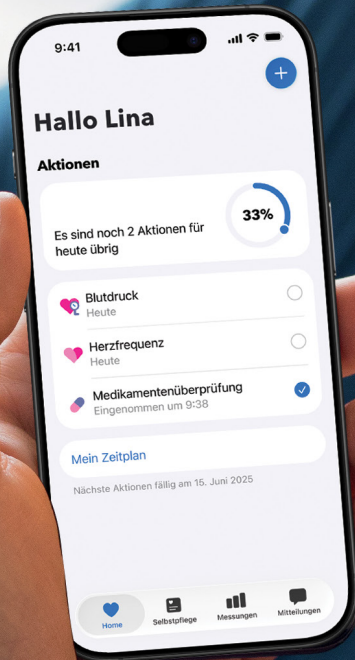 9:41
Hallo Lina
Aktionen
Es sind noch 2 Aktionen für
heute übrig
33%
Blutdruck
Heute
Herzfrequenz
Heute
Medikamentenüberprüfung
Eingenommen um 9:38
Mein Zeitplan
Nächste Aktionen fällig am 15. Juni 2025
Home
Selbstpflege
Messungen
Mitteilungen